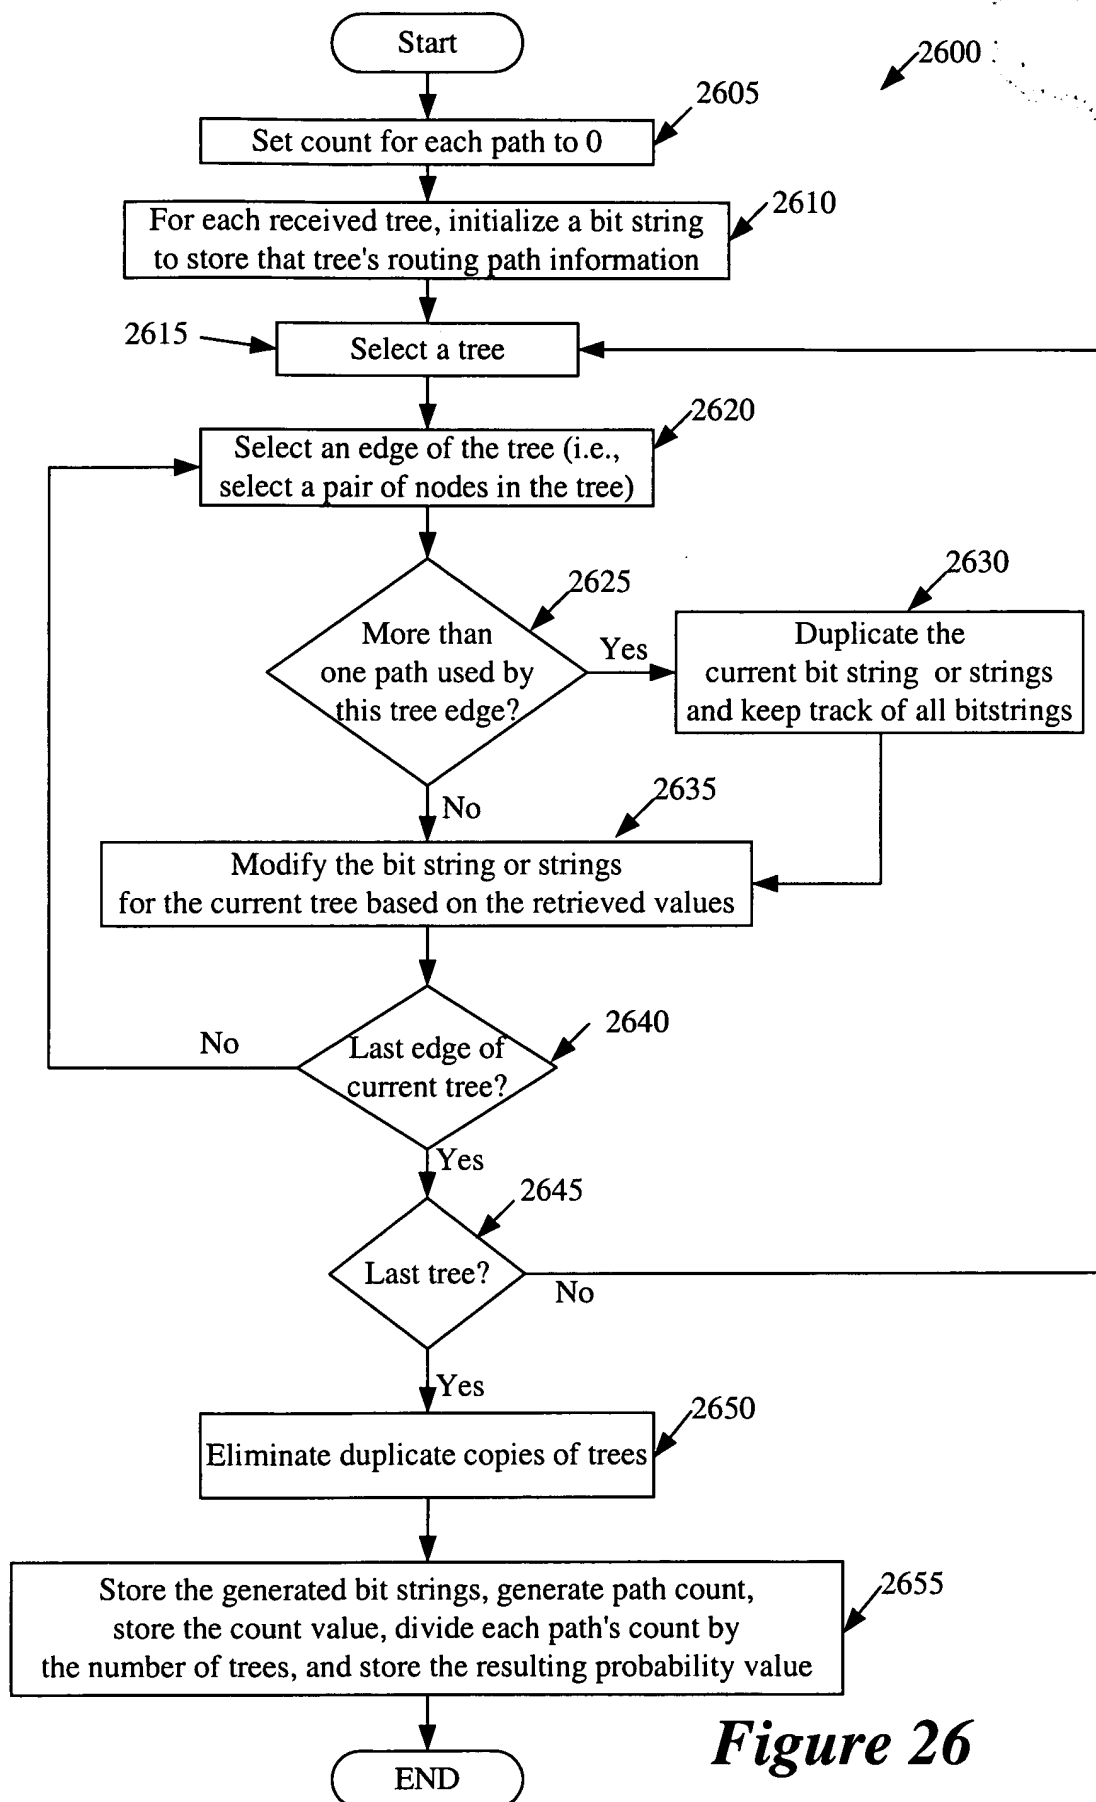 Start
2600
2605
Set count for each path to 0
2610
For each received tree, initialize a bit string
to store that tree's routing path information
2615
Select a tree
2620
Select an edge of the tree (i.e.,
select a pair of nodes in the tree)
2625
More than
one path used by
this tree edge?
Yes
2630
Duplicate the
current bit string or strings
and keep track of all bitstrings
No
2635
Modify the bit string or strings
for the current tree based on the retrieved values
No
2640
Last edge of
current tree?
Yes
2645
Last tree?
No
Yes
2650
Eliminate duplicate copies of trees
2655
Store the generated bit strings, generate path count,
store the count value, divide each path's count by
the number of trees, and store the resulting probability value
END
Figure 26